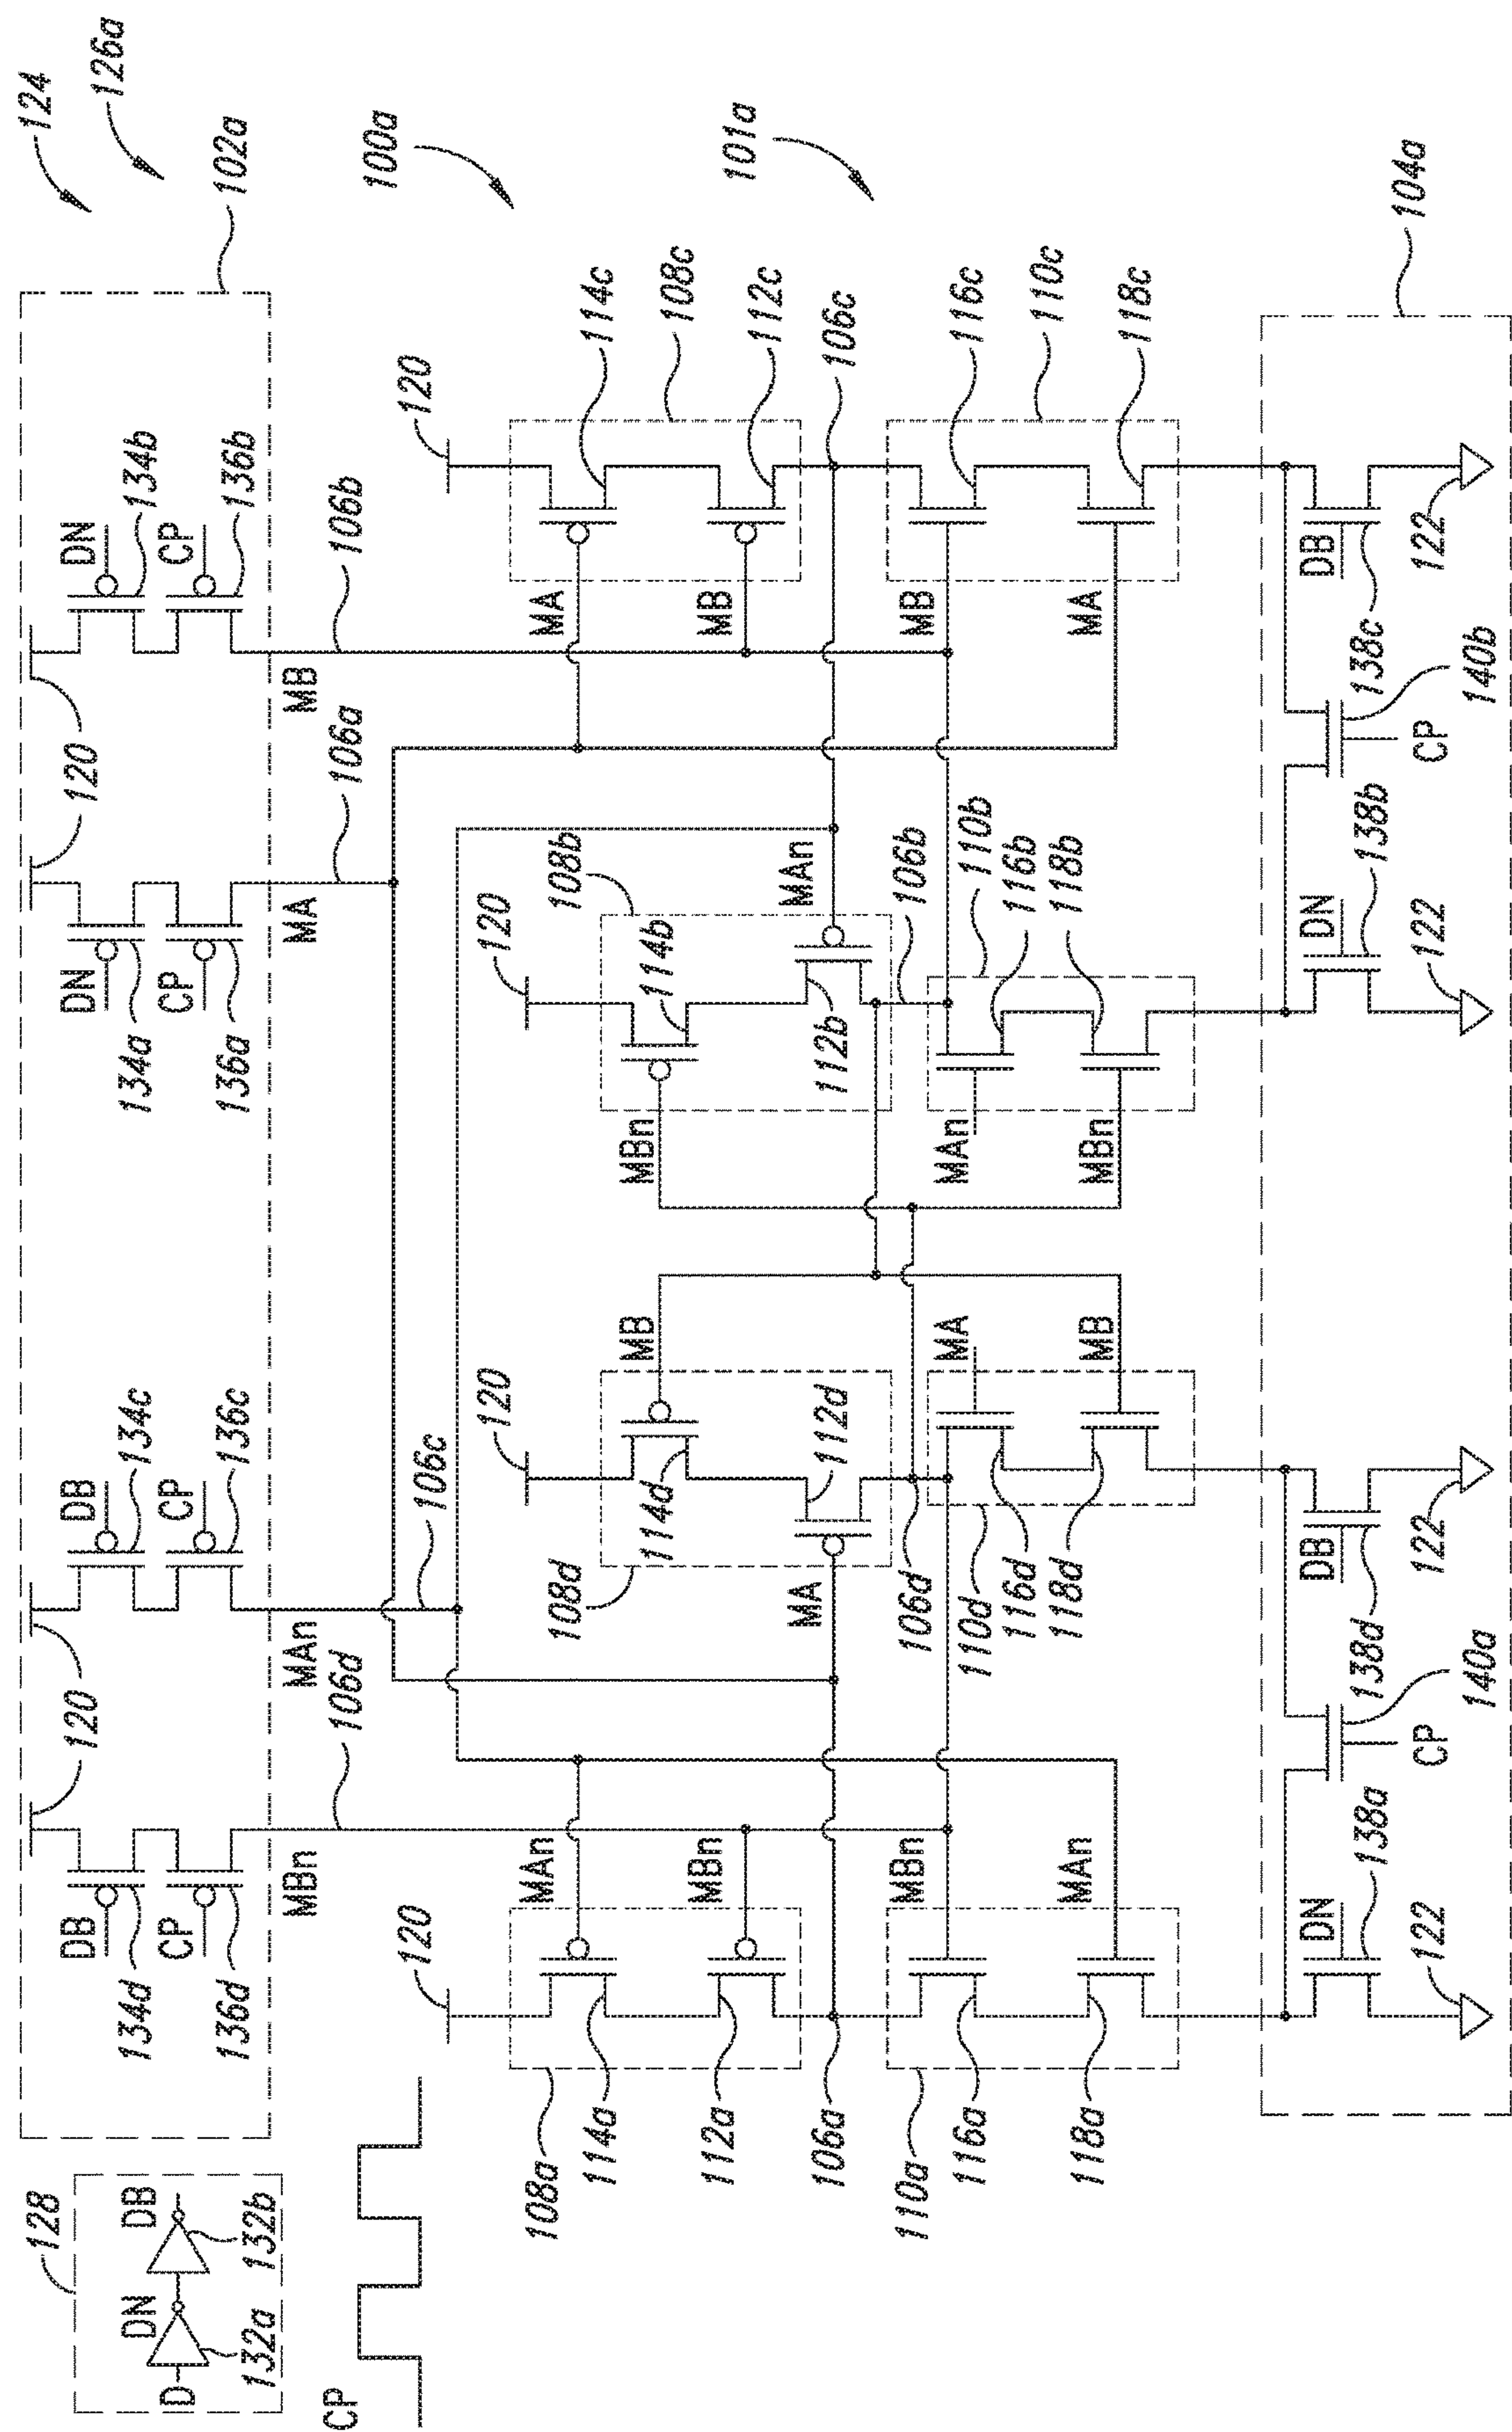 128
124
DB
120
DB
DN
120
DN
126a
DN
DB
134d
134c
134a
134b
D
CP
CP
CP
CP
132a
132b
136d
136c
136a
136b
102a
MBn
MAn
MA
MB
CP
106d
106a
106b
100a
120
106c
120
120
120
108a
MAn
108d
108b
MA
114a
MB
MBn
114c
114d
114b
108c
112a
MBn
MB
112c
101a
106a
MA
112d
112b
MAn
106c
110a
MBn
106d
106b
MB
MA
MAn
116a
110d
110b
116c
116d
116b
110c
118a
MAn
118d
MB
MBn
118b
MA
118c
104a
DN
DB
DN
DB
138a
138d
138b
138c
122
CP
140a
122
122
CP
140b
122